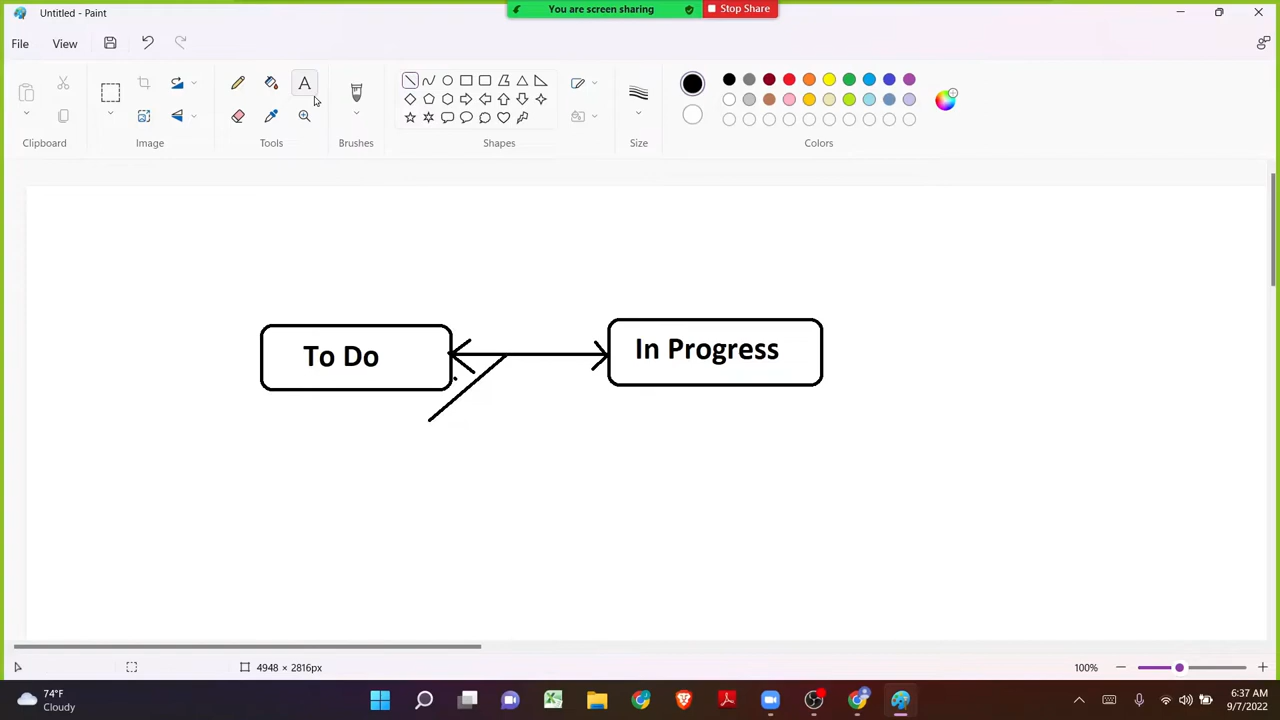 You are screen sharing
Stop Share
Untitled - Paint
File
View
A
Clipboard
Image
Tools
Brushes
Shapes
Size
Colors
To Do
In Progress
4948 × 2816px
100%
74°F
Cloudy
6:37 AM
9/7/2022